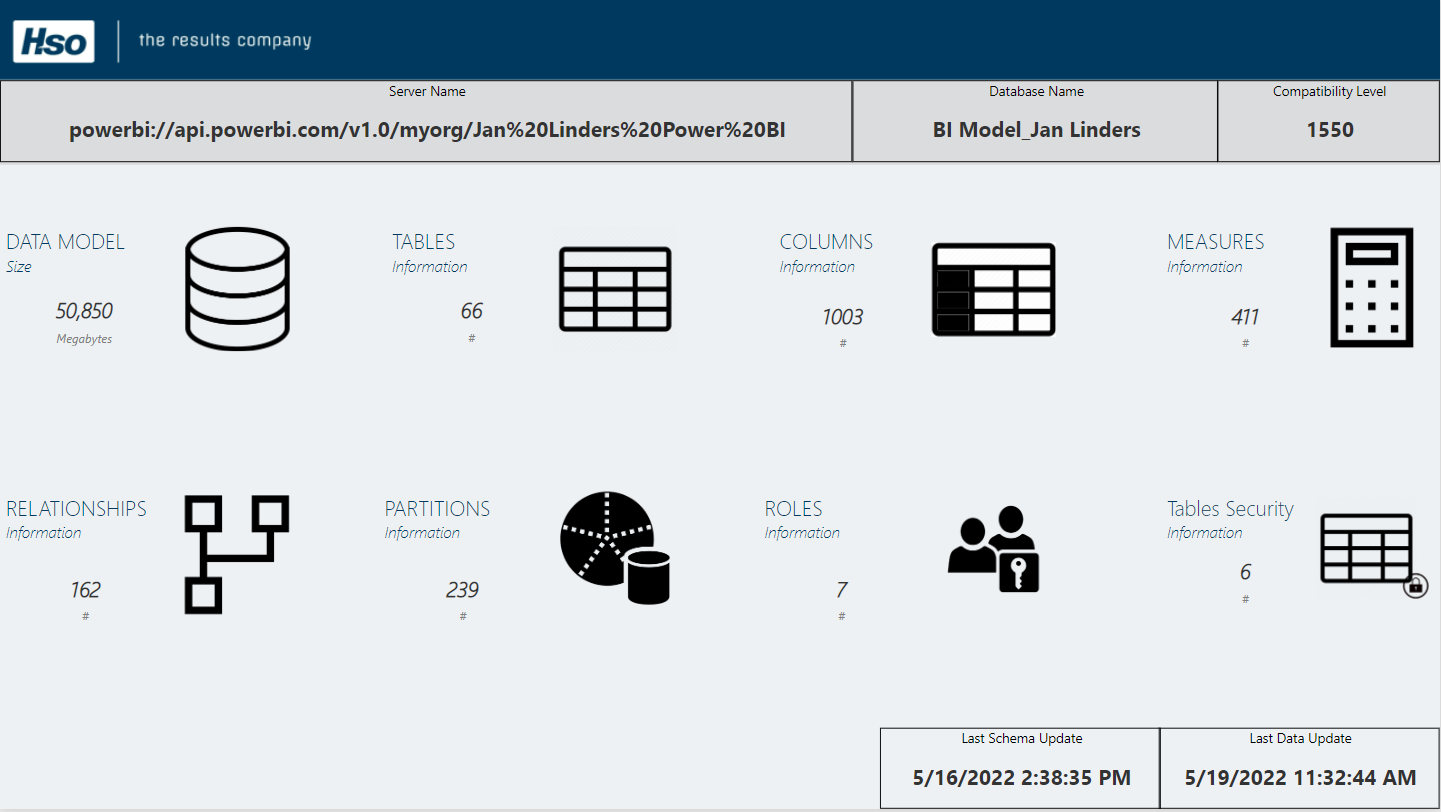 Hso
the results company
Server Name
powerbi://api.powerbi.com/v1.0/myorg/Jan%20Linders%20Power%20BI
Database Name
BI Model_Jan Linders
Compatibility Level
1550
DATA MODEL
Size
50,850
Megabytes
TABLES
Information
66
#
COLUMNS
Information
1003
#
MEASURES
Information
411
#
RELATIONSHIPS
Information
162
#
PARTITIONS
Information
239
#
ROLES
Information
7
#
Tables Security
Information
6
#
Last Schema Update
5/16/2022 2:38:35 PM
Last Data Update
5/19/2022 11:32:44 AM